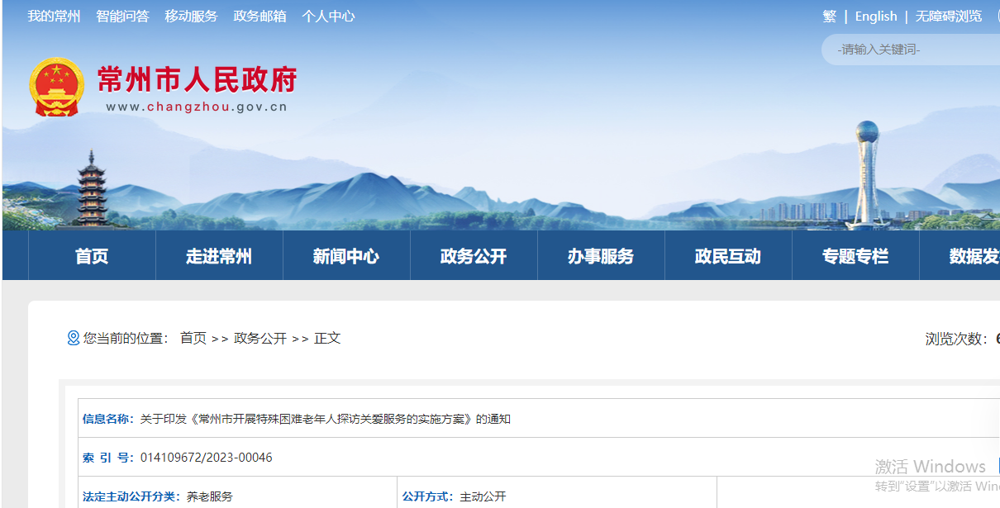 我的常州 智能问答 移动服务 政务邮箱 个人中心 繁 | English | 无障碍浏览
-请输入关键词-
常州市人民政府
www.changzhou.gov.cn
首页 走进常州 新闻中心 政务公开 办事服务 政民互动 专题专栏 数据发
您当前的位置： 首页 >> 政务公开 >> 正文 浏览次数：
信息名称：关于印发《常州市开展特殊困难老年人探访关爱服务的实施方案》的通知
索 引 号：014109672/2023-00046
激活 Windows
转到“设置”以激活 Win
法定主动公开分类：养老服务 公开方式：主动公开